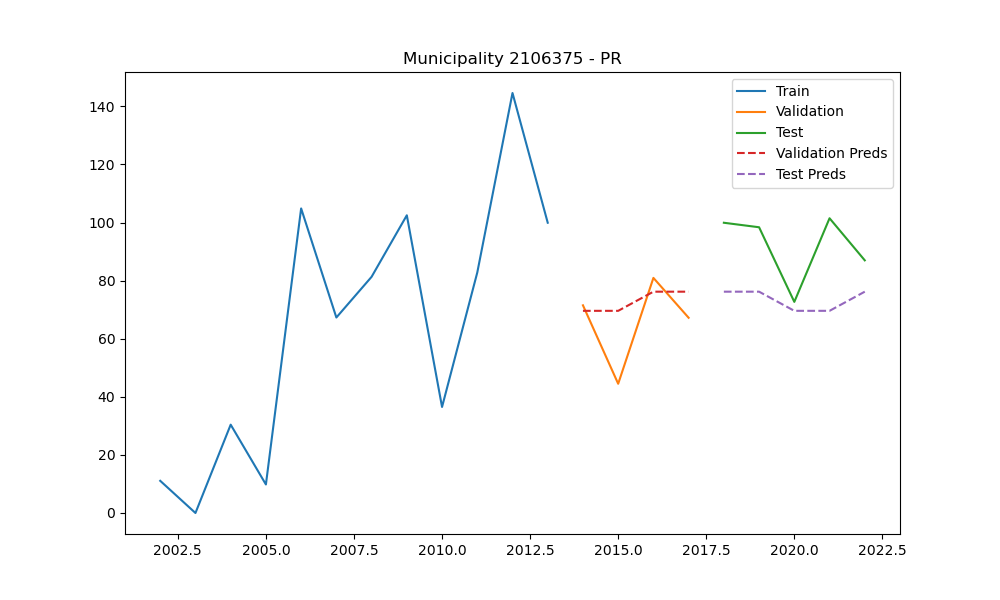 Municipality 2106375 - PR
Train
Validation
Test
Validation Preds
Test Preds
140
120
100
80
60
40
20
0
2002.5 2005.0 2007.5 2010.0 2012.5 2015.0 2017.5 2020.0 2022.5